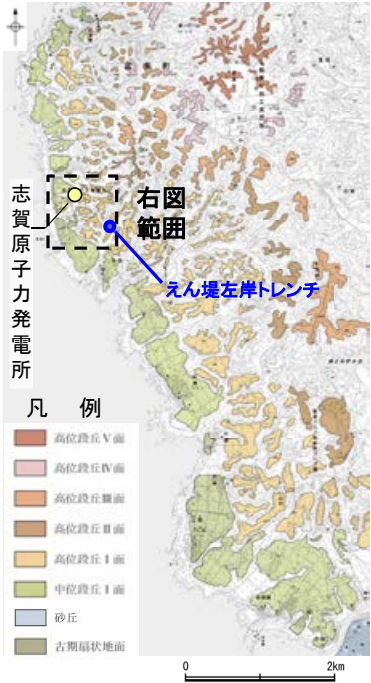 志賀原子力発電所
右図
範囲
えん堤左岸トレンチ
凡 例
高位段丘Ⅴ面
高位段丘Ⅳ面
高位段丘Ⅲ面
高位段丘Ⅱ面
高位段丘Ⅰ面
中位段丘Ⅰ面
砂丘
古期扇状地面
0 2km